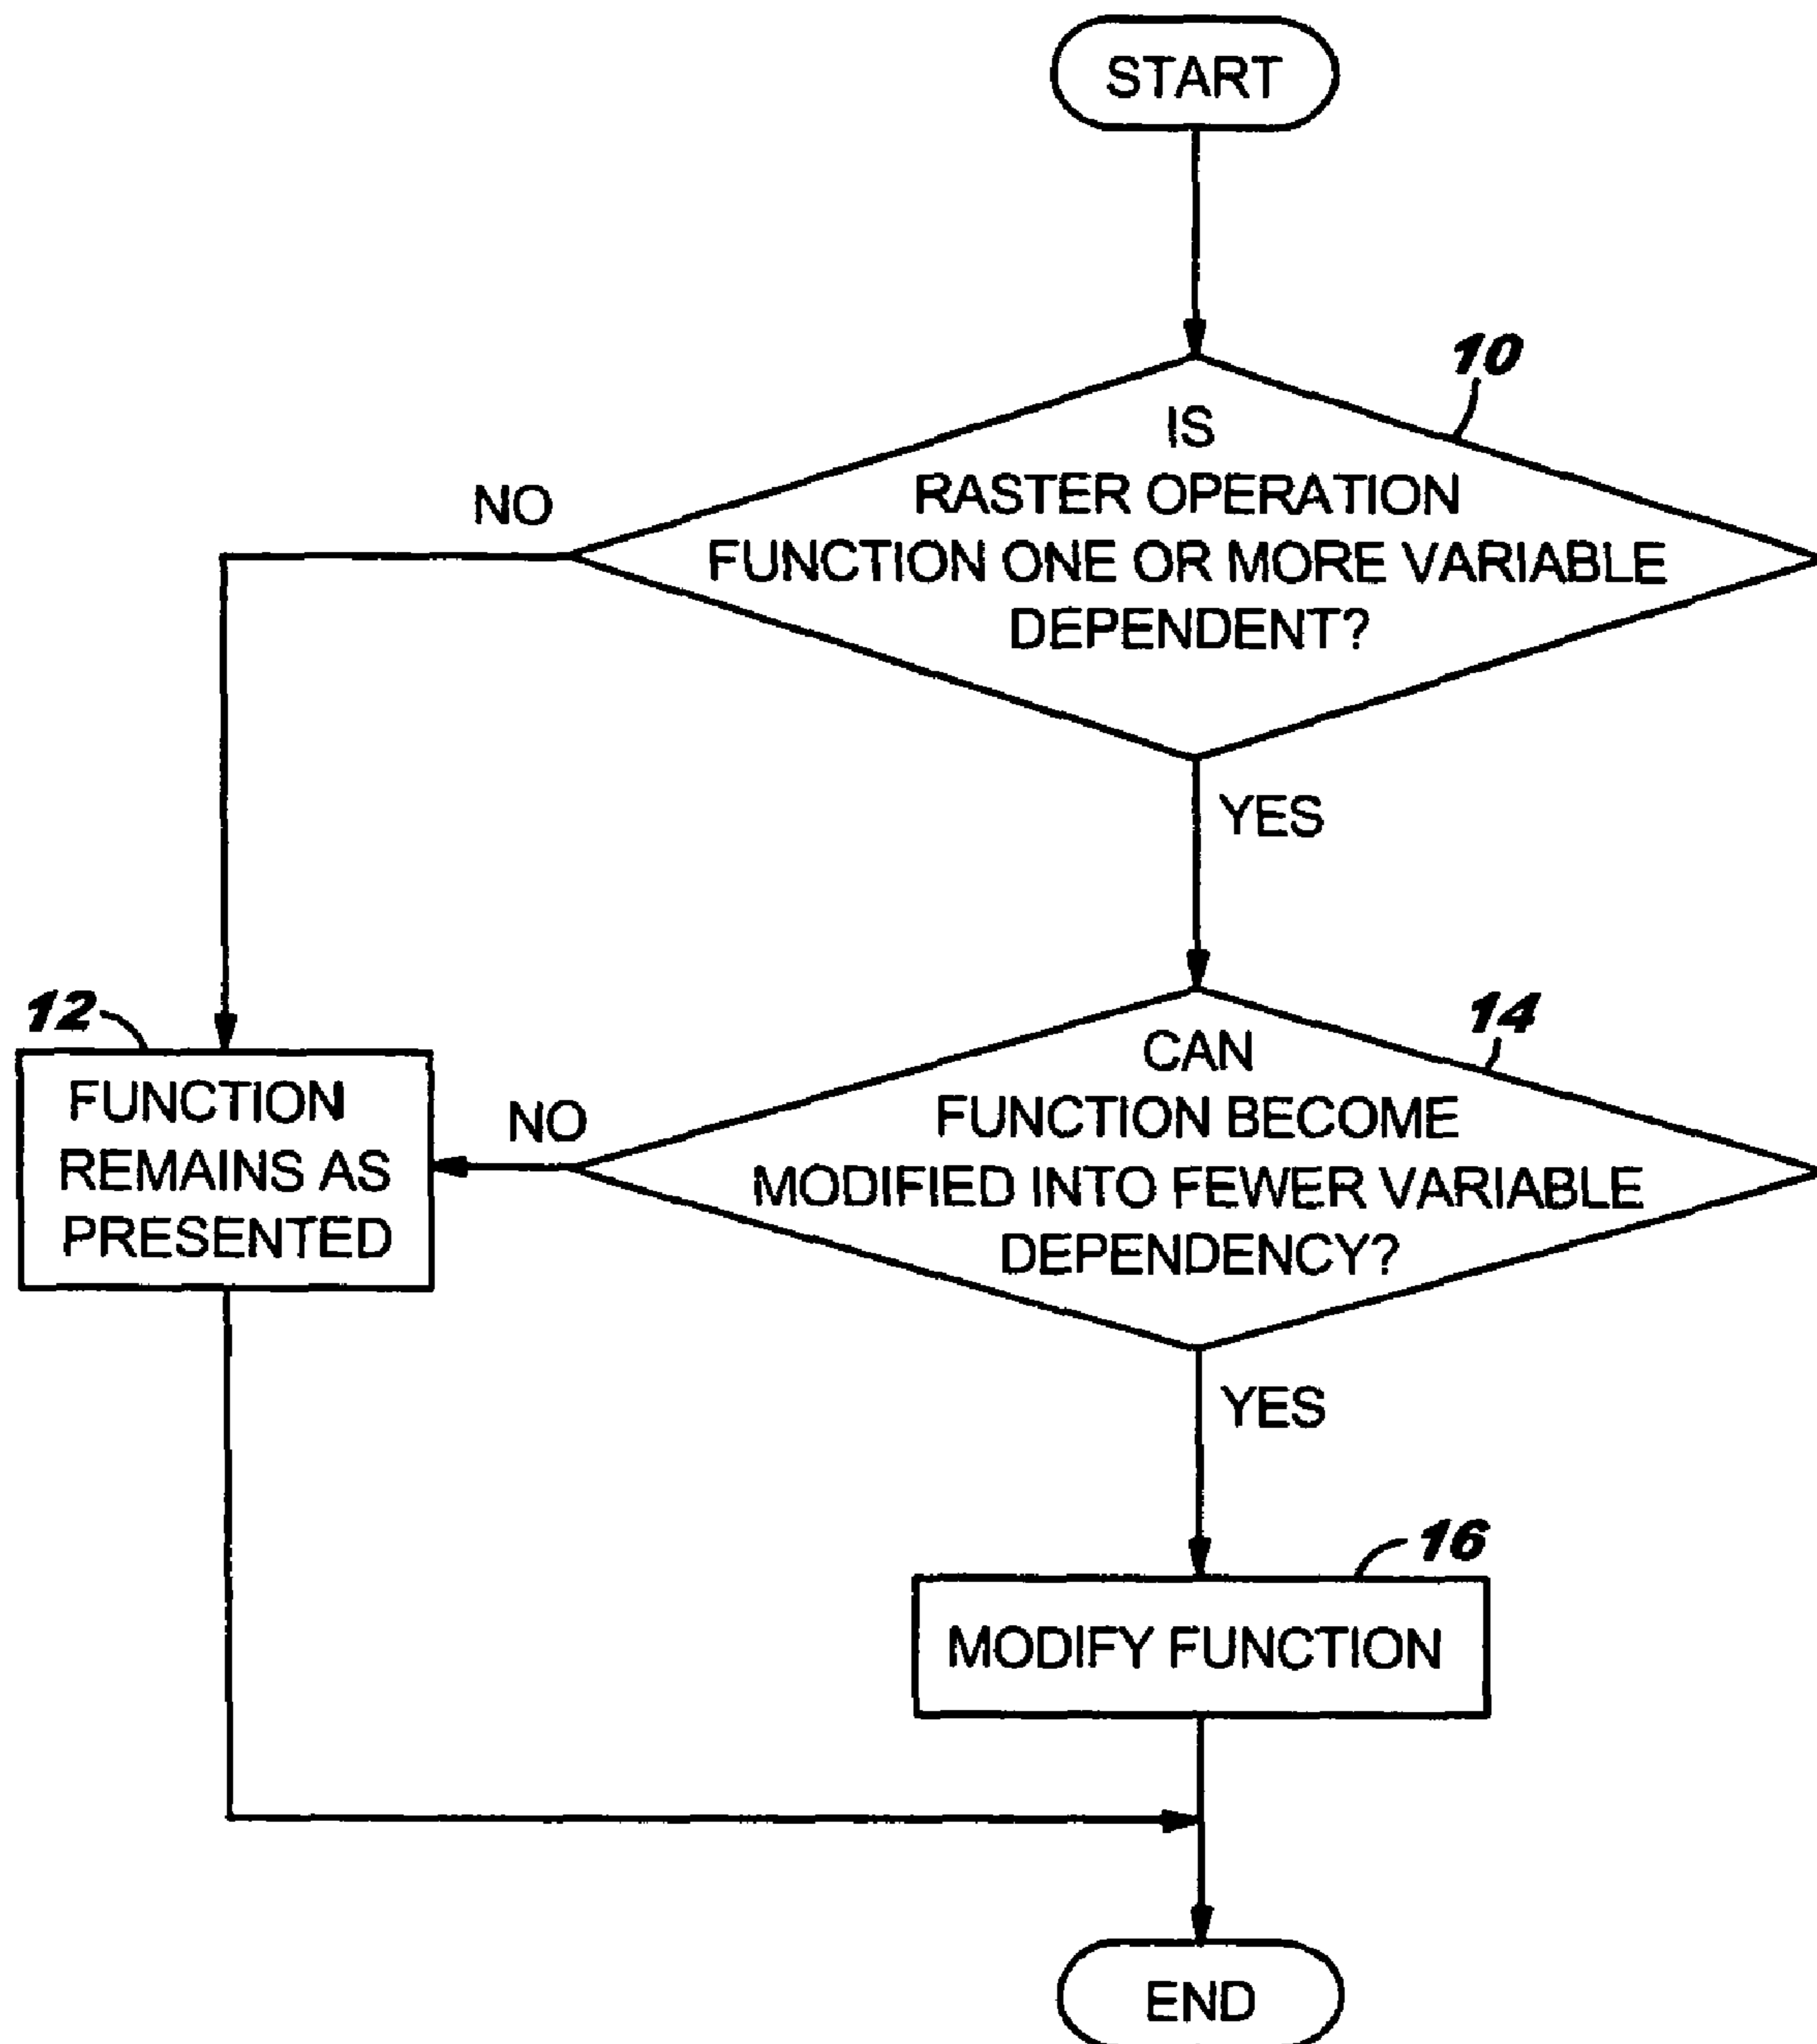 START
10
IS
RASTER OPERATION
FUNCTION ONE OR MORE VARIABLE
DEPENDENT?
NO
YES
12
FUNCTION
REMAINS AS
PRESENTED
NO
14
CAN
FUNCTION BECOME
MODIFIED INTO FEWER VARIABLE
DEPENDENCY?
YES
16
MODIFY FUNCTION
END